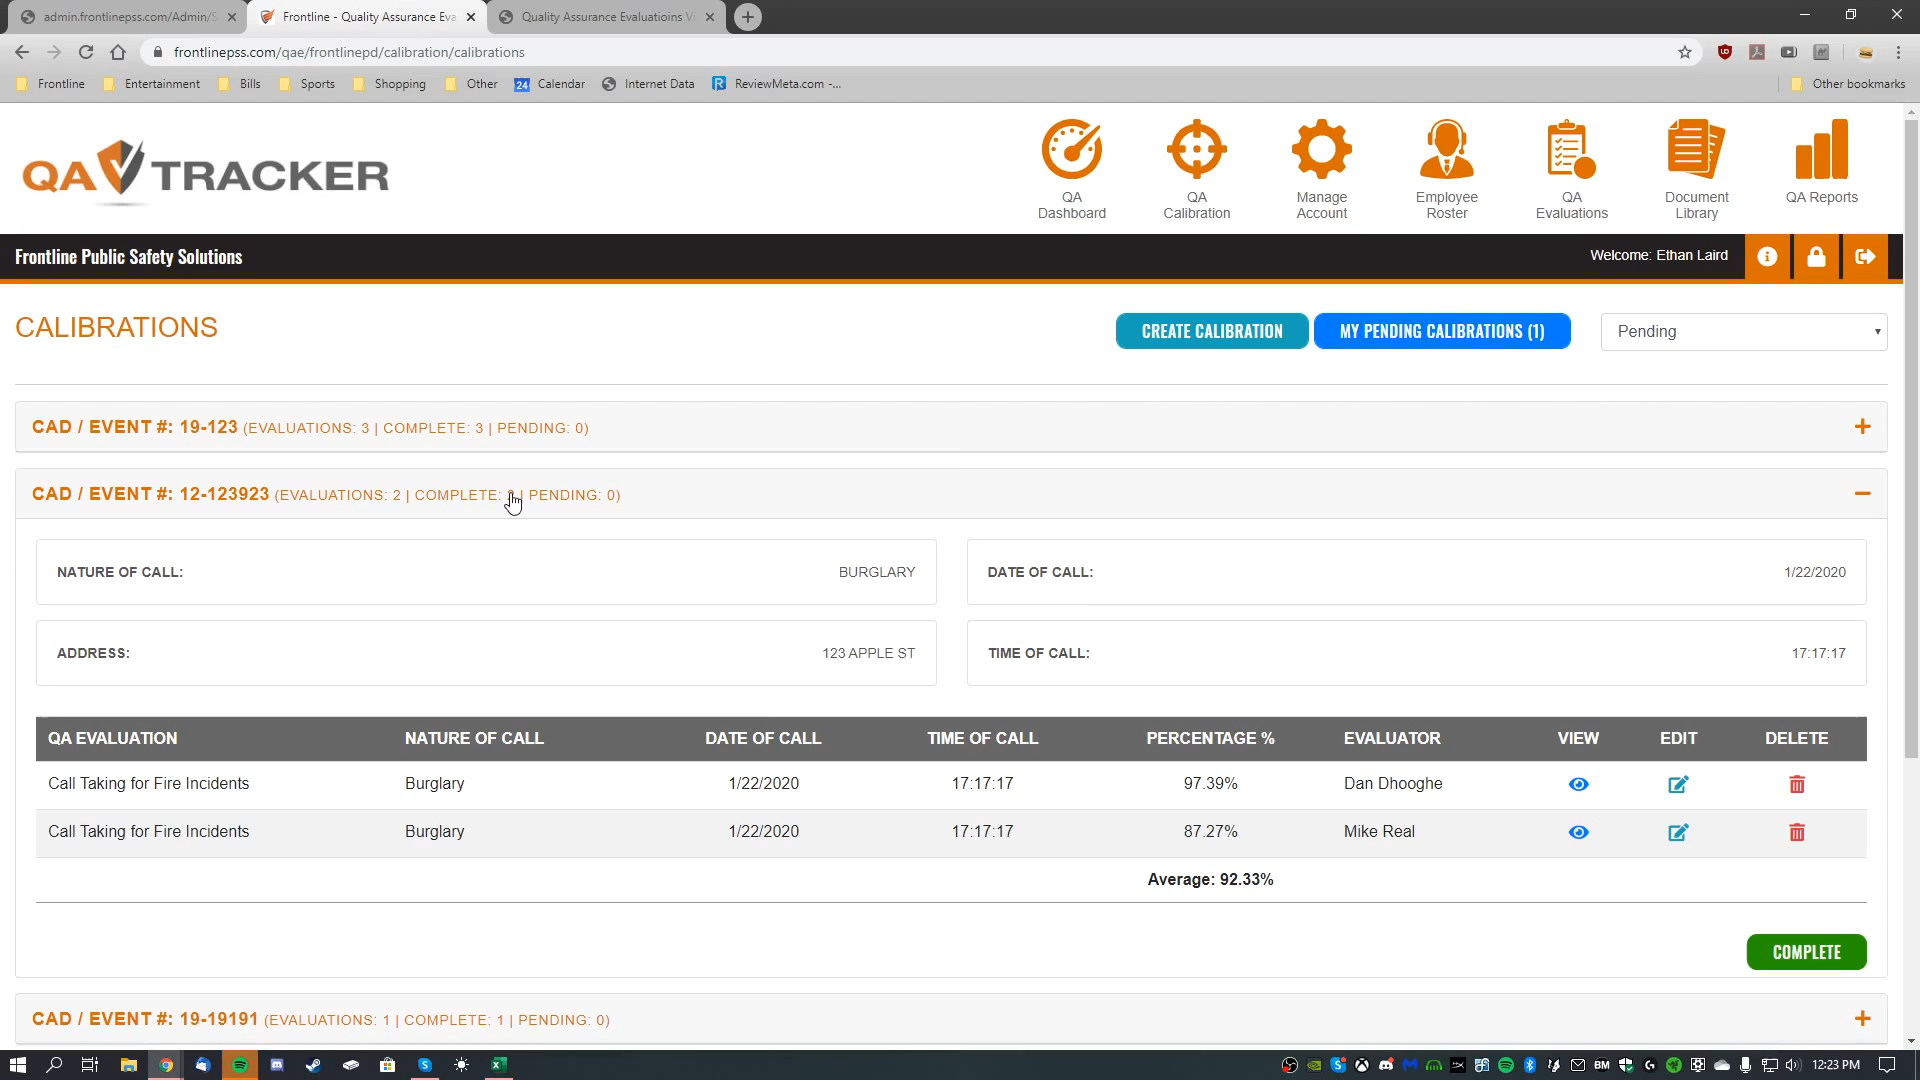 admin.frontlinepss.com/Admin/S
Frontline - Quality Assurance Eva
Quality Assurance Evaluatioins V
frontlinepss.com/qae/frontlinepd/calibration/calibrations
Frontline
Entertainment
Bills
Sports
Shopping
Other
24 Calendar
Internet Data
R ReviewMeta.com -...
Other bookmarks
QA TRACKER
QA Dashboard
QA Calibration
Manage Account
Employee Roster
QA Evaluations
Document Library
QA Reports
Frontline Public Safety Solutions
Welcome: Ethan Laird
CALIBRATIONS
CREATE CALIBRATION
MY PENDING CALIBRATIONS (1)
Pending
CAD / EVENT #: 19-123 (EVALUATIONS: 3 | COMPLETE: 3 | PENDING: 0)
CAD / EVENT #: 12-123923 (EVALUATIONS: 2 | COMPLETE: | PENDING: 0)
NATURE OF CALL: BURGLARY
DATE OF CALL: 1/22/2020
ADDRESS: 123 APPLE ST
TIME OF CALL: 17:17:17
QA EVALUATION NATURE OF CALL DATE OF CALL TIME OF CALL PERCENTAGE % EVALUATOR VIEW EDIT DELETE
Call Taking for Fire Incidents Burglary 1/22/2020 17:17:17 97.39% Dan Dhooghe
Call Taking for Fire Incidents Burglary 1/22/2020 17:17:17 87.27% Mike Real
Average: 92.33%
COMPLETE
CAD / EVENT #: 19-19191 (EVALUATIONS: 1 | COMPLETE: 1 | PENDING: 0)
BM
12:23 PM